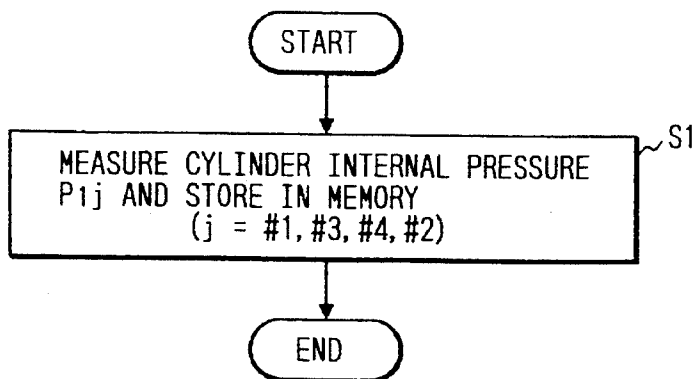 START
S1
MEASURE CYLINDER INTERNAL PRESSURE
P1j AND STORE IN MEMORY
(j = #1, #3, #4, #2)
END